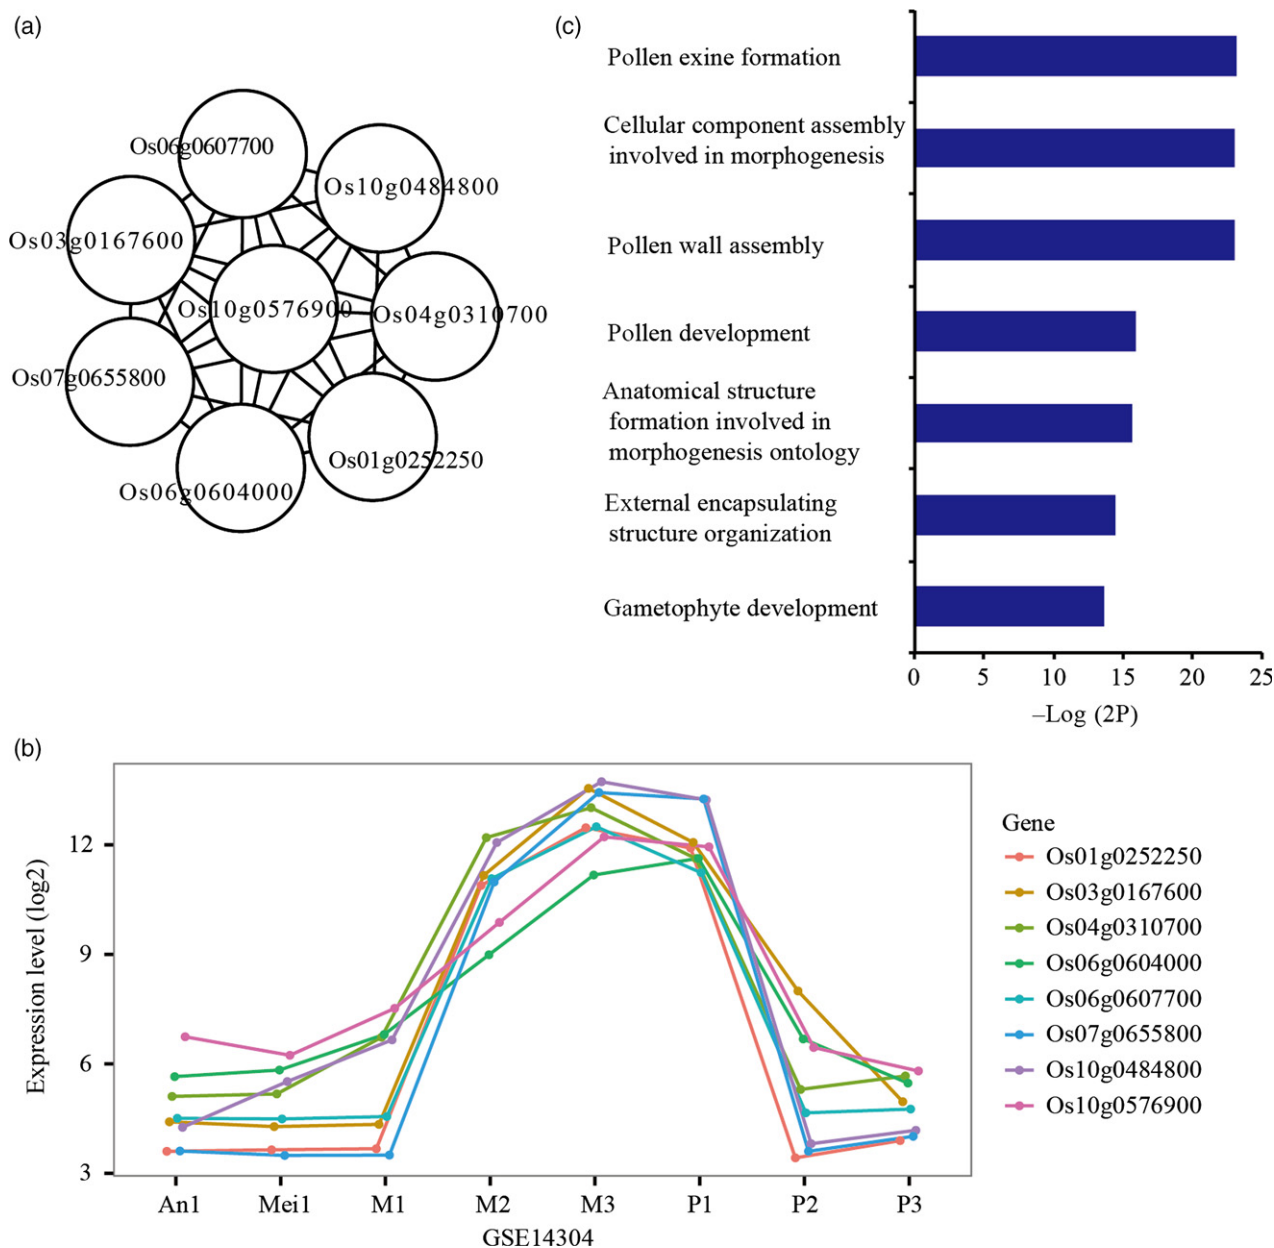 (a)
Os06g0607700
Os10g0484800
Os03g0167600
Os10g0576900
Os04g0310700
Os07g0655800
Os01g0252250
Os06g0604000
(c)
Pollen exine formation
Cellular component assembly
involved in morphogenesis
Pollen wall assembly
Pollen development
Anatomical structure
formation involved in
morphogenesis ontology
External encapsulating
structure organization
Gametophyte development
0 5 10 15 20 25
–Log (2P)
(b)
Expression level (log2)
12
9
6
3
An1 Mei1 M1 M2 M3 P1 P2 P3
GSE14304
Gene
Os01g0252250
Os03g0167600
Os04g0310700
Os06g0604000
Os06g0607700
Os07g0655800
Os10g0484800
Os10g0576900